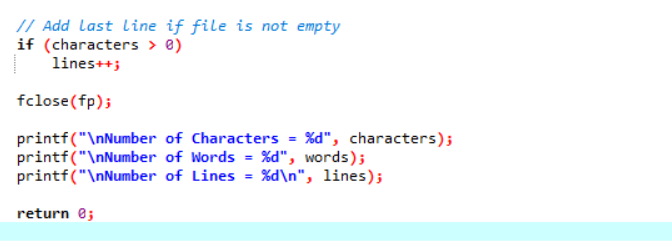 // Add last line if file is not empty
if (characters > 0)
    lines++;

fclose(fp);

printf("\nNumber of Characters = %d", characters);
printf("\nNumber of Words = %d", words);
printf("\nNumber of Lines = %d\n", lines);

return 0;